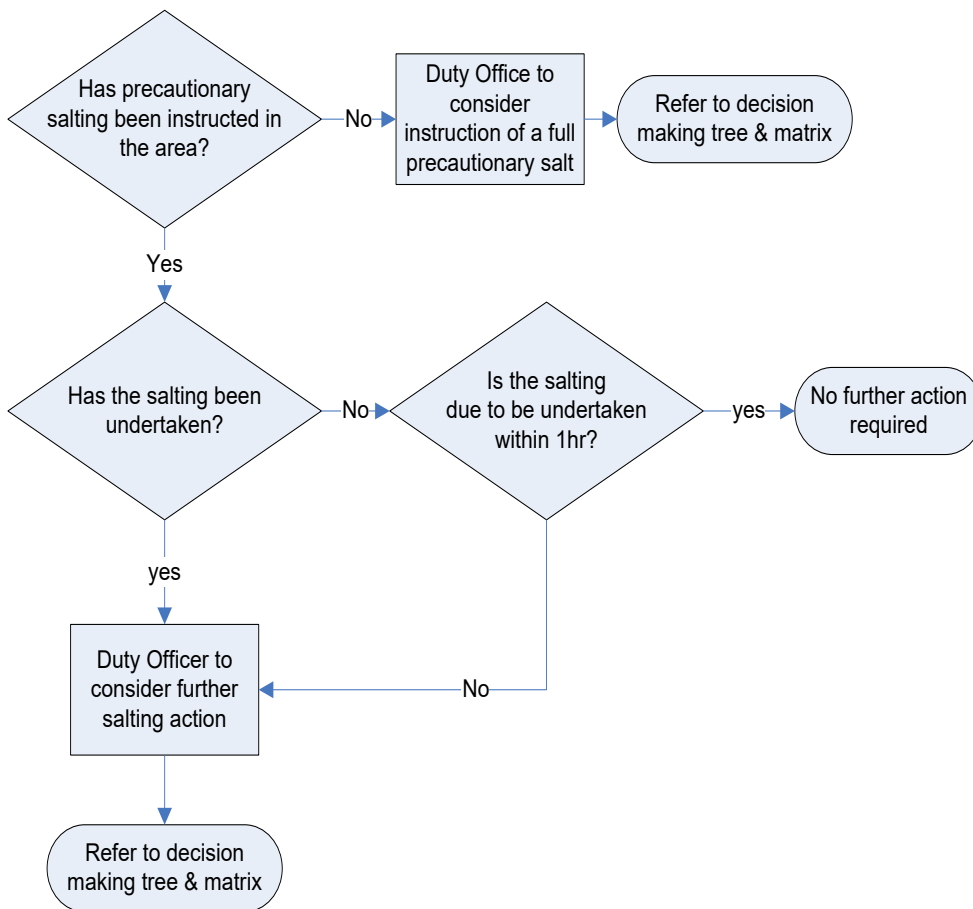 Has precautionary
salting been instructed in
the area?
No
Duty Office to
consider
instruction of a full
precautionary salt
Refer to decision
making tree & matrix
Yes
Has the salting been
undertaken?
No
Is the salting
due to be undertaken
within 1hr?
yes
No further action
required
yes
Duty Officer to
consider further
salting action
No
Refer to decision
making tree & matrix